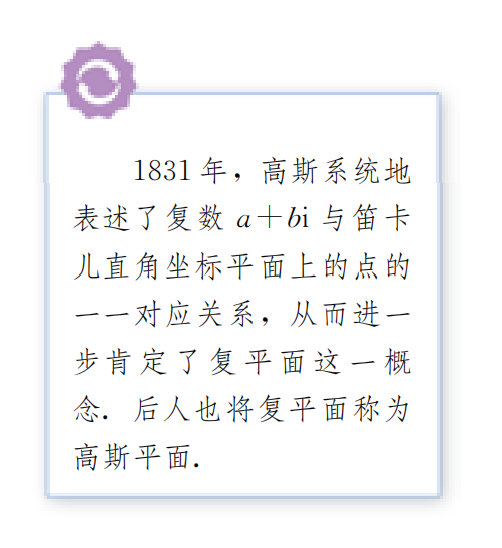 1831 年，高斯系统地
表述了复数 a＋bi 与笛卡
儿直角坐标平面上的点的
一一对应关系，从而进一
步肯定了复平面这一概
念．后人也将复平面称为
高斯平面．